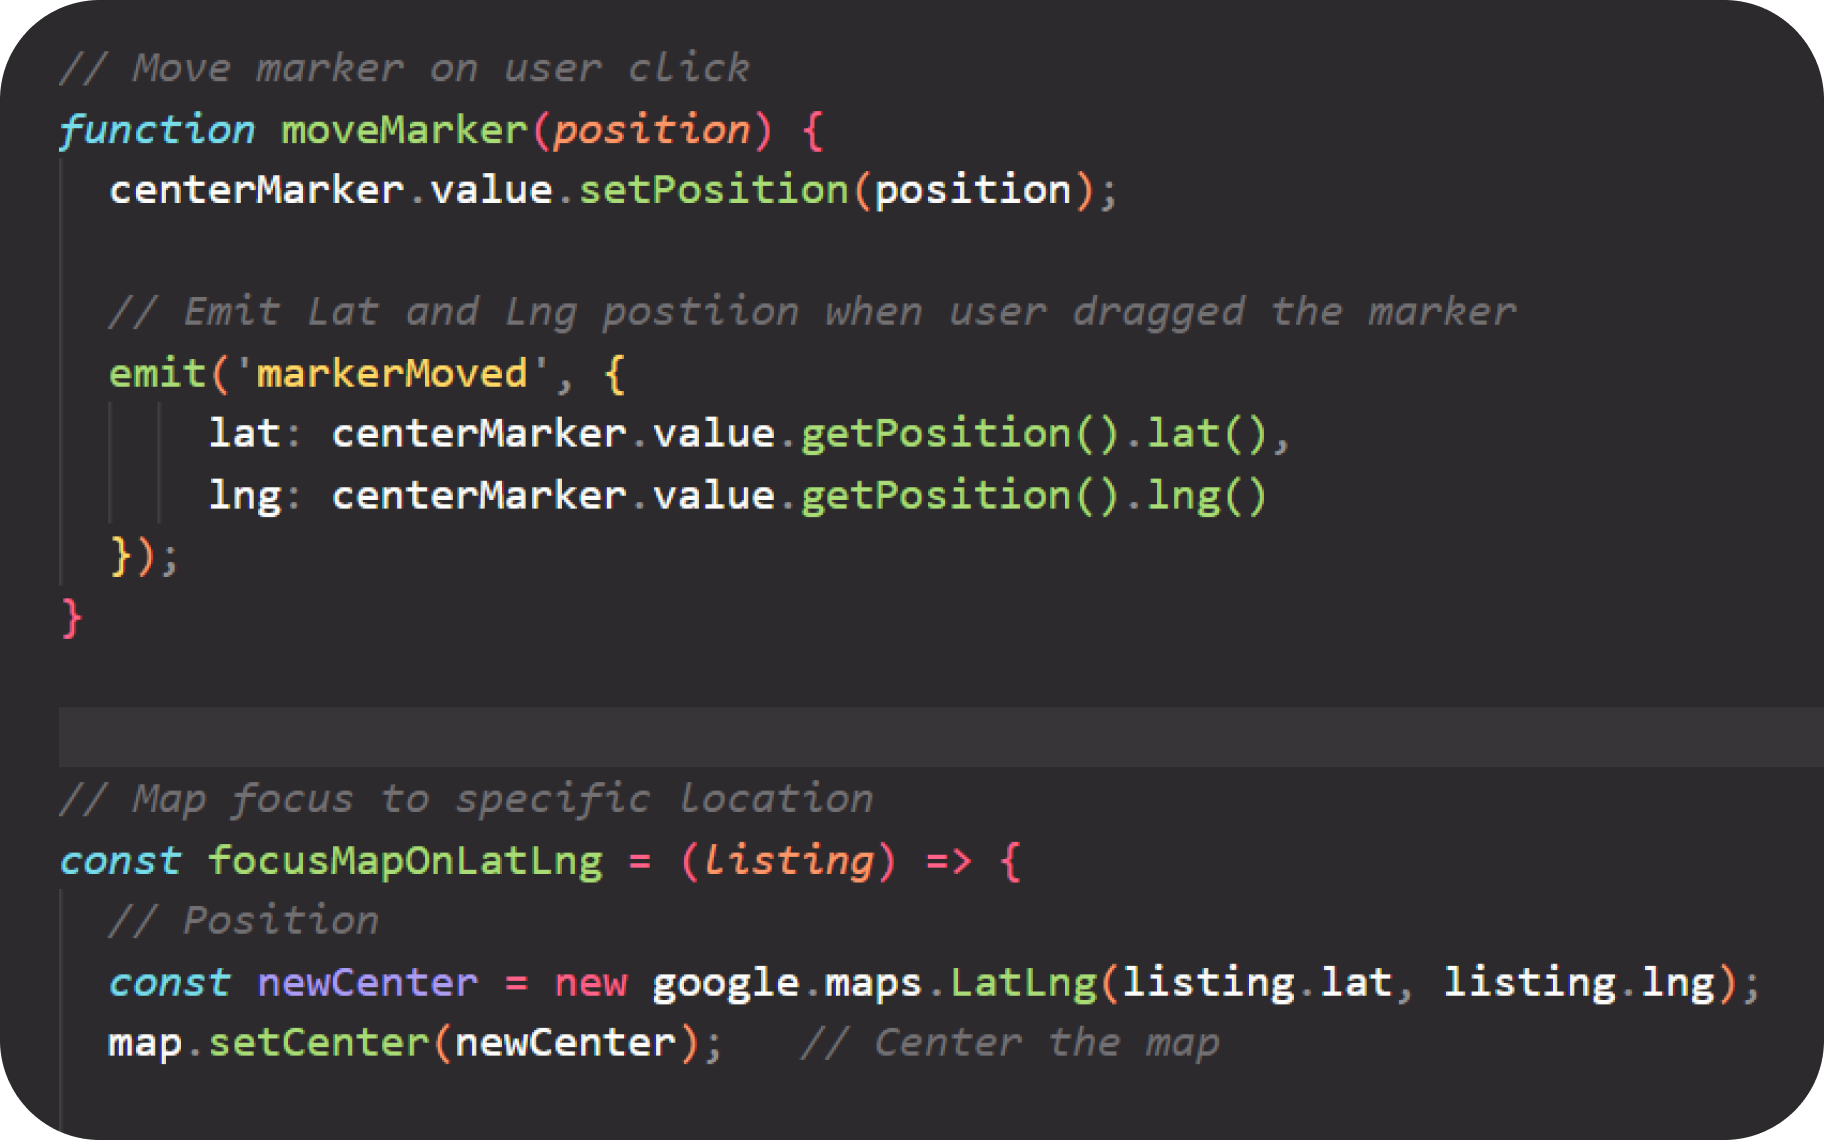 // Move marker on user click
function moveMarker(position) {
  centerMarker.value.setPosition(position);
  // Emit Lat and Lng postiion when user dragged the marker
  emit('markerMoved', {
      lat: centerMarker.value.getPosition().lat(),
      lng: centerMarker.value.getPosition().lng()
  });
}
// Map focus to specific location
const focusMapOnLatLng = (listing) => {
  // Position
  const newCenter = new google.maps.LatLng(listing.lat, listing.lng);
  map.setCenter(newCenter);   // Center the map